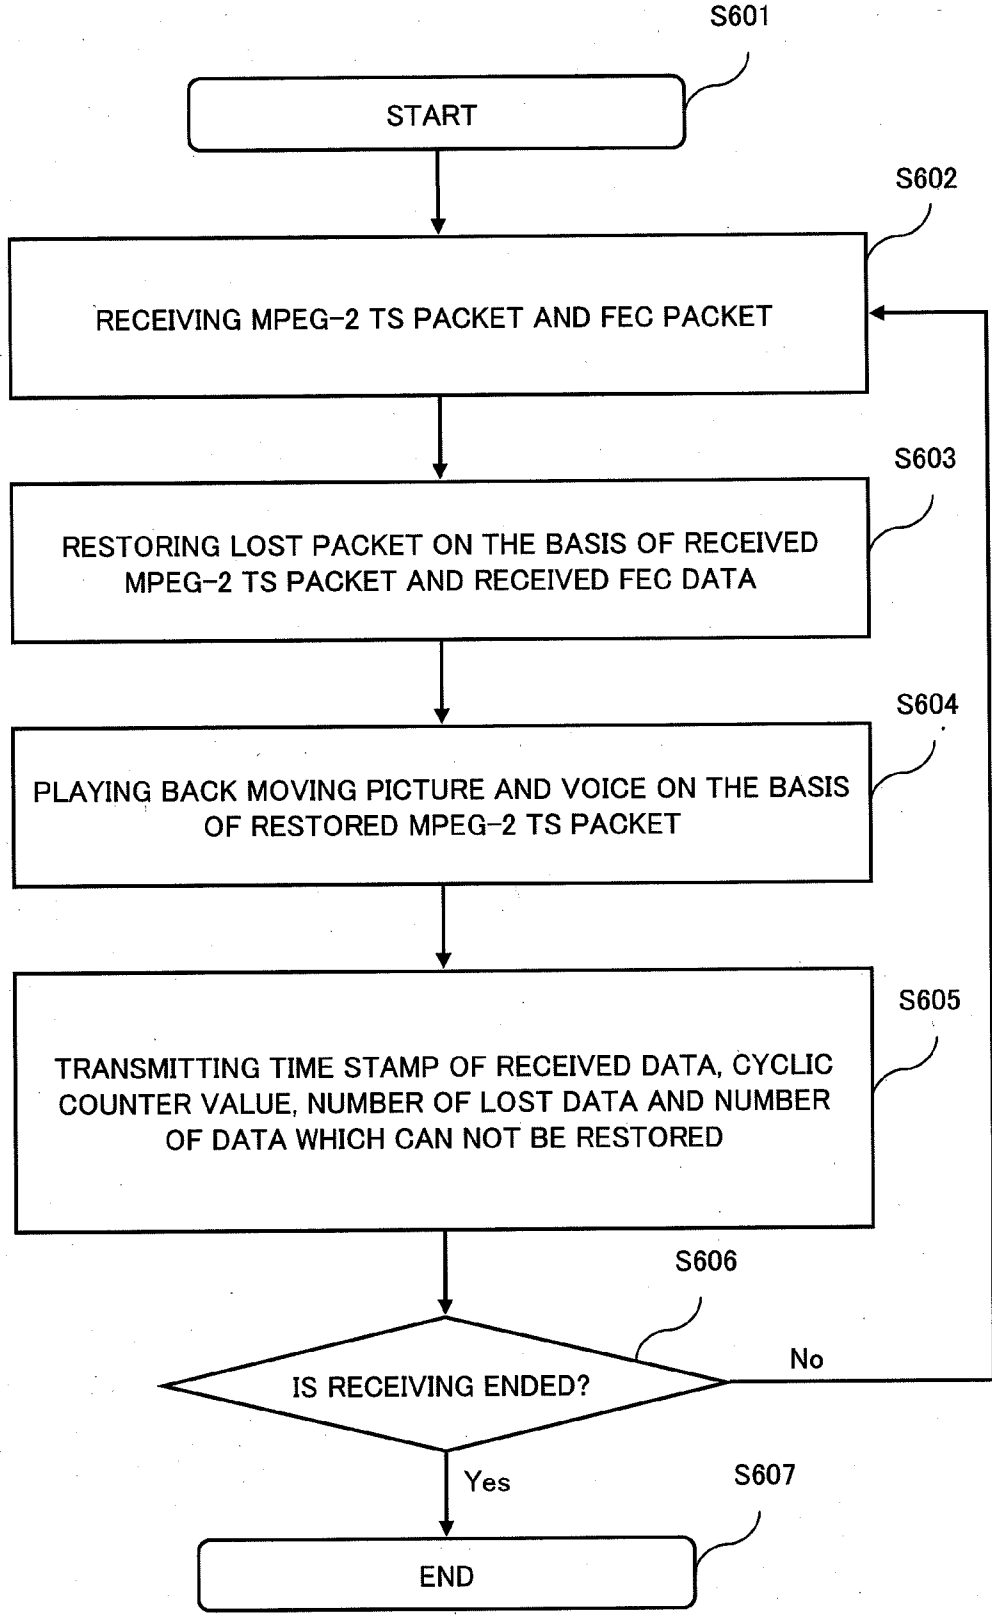 S601
START
S602
RECEIVING MPEG-2 TS PACKET AND FEC PACKET
S603
RESTORING LOST PACKET ON THE BASIS OF RECEIVED
MPEG-2 TS PACKET AND RECEIVED FEC DATA
S604
PLAYING BACK MOVING PICTURE AND VOICE ON THE BASIS
OF RESTORED MPEG-2 TS PACKET
S605
TRANSMITTING TIME STAMP OF RECEIVED DATA, CYCLIC
COUNTER VALUE, NUMBER OF LOST DATA AND NUMBER
OF DATA WHICH CAN NOT BE RESTORED
S606
IS RECEIVING ENDED?
No
Yes
S607
END